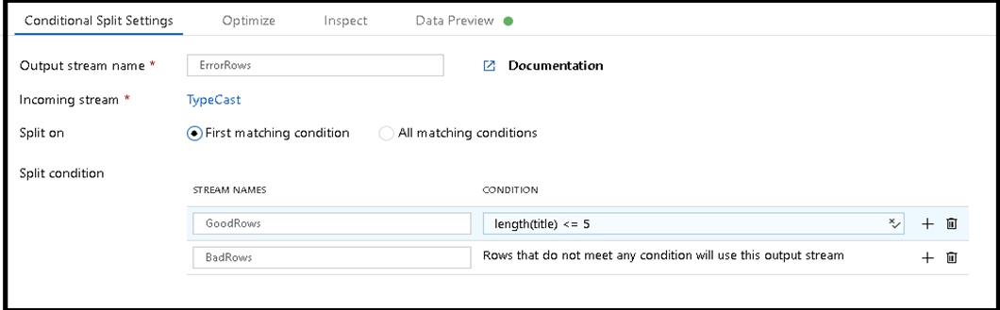 Conditional Split Settings Optimize Inspect Data Preview
Output stream name * ErrorRows Documentation
Incoming stream * TypeCast
Split on First matching condition All matching conditions
Split condition
STREAM NAMES CONDITION
GoodRows length(title) <= 5
BadRows Rows that do not meet any condition will use this output stream